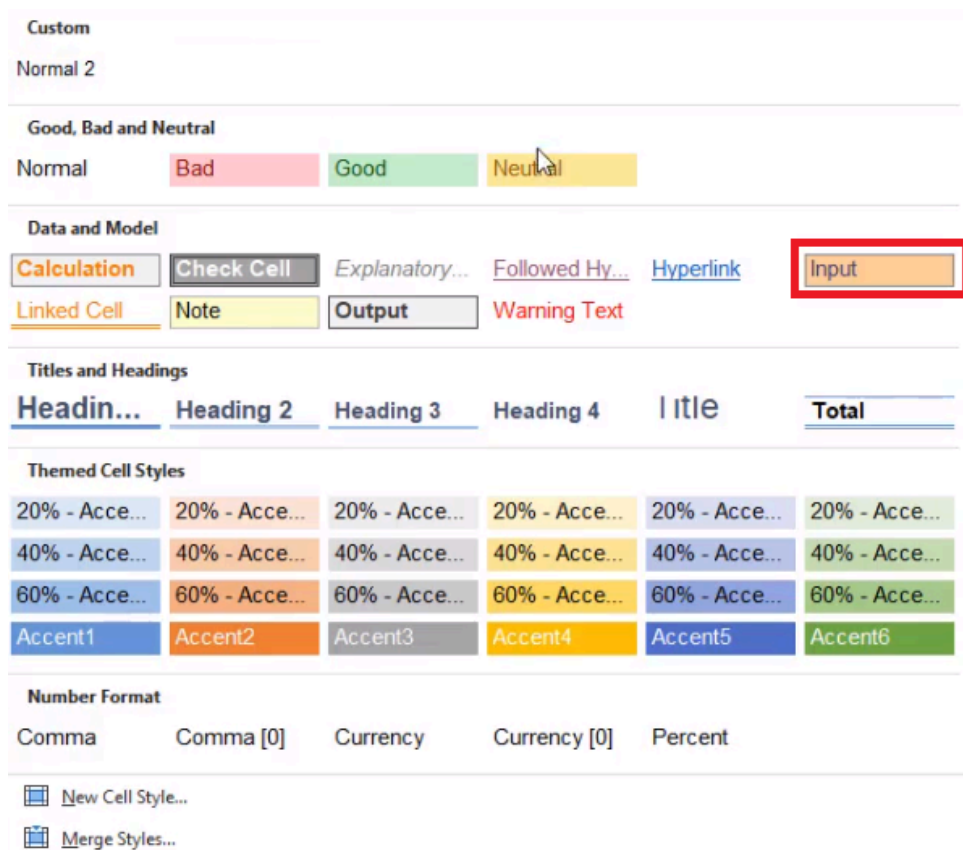 Custom
Normal 2
Good, Bad and Neutral
Normal Bad Good Neutral
Data and Model
Calculation Check Cell Explanatory... Followed Hy... Hyperlink Input
Linked Cell Note Output Warning Text
Titles and Headings
Headin... Heading 2 Heading 3 Heading 4 Title Total
Themed Cell Styles
20% - Acce... 20% - Acce... 20% - Acce... 20% - Acce... 20% - Acce... 20% - Acce...
40% - Acce... 40% - Acce... 40% - Acce... 40% - Acce... 40% - Acce... 40% - Acce...
60% - Acce... 60% - Acce... 60% - Acce... 60% - Acce... 60% - Acce... 60% - Acce...
Accent1 Accent2 Accent3 Accent4 Accent5 Accent6
Number Format
Comma Comma [0] Currency Currency [0] Percent
New Cell Style...
Merge Styles...